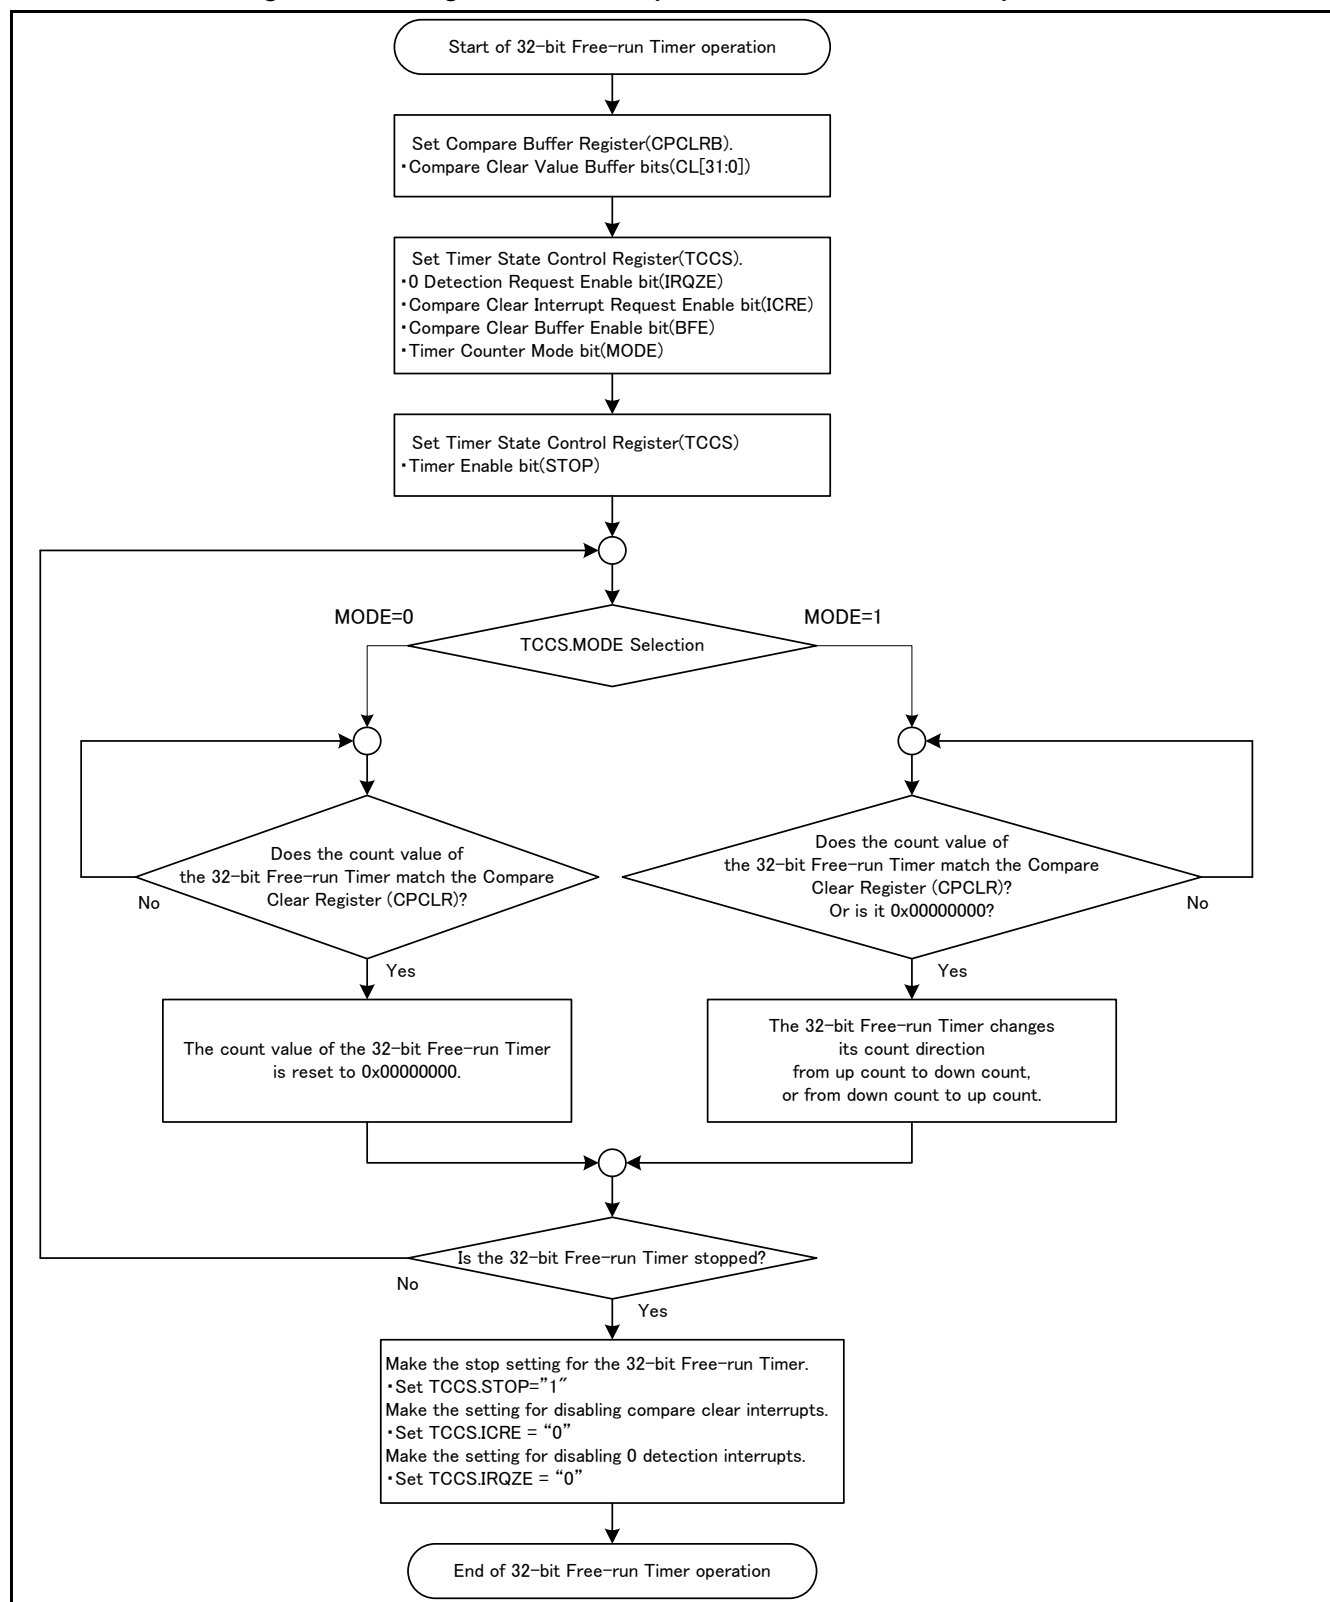 Start of 32-bit Free-run Timer operation
Set Compare Buffer Register(CPCLRB).
・Compare Clear Value Buffer bits(CL[31:0])
Set Timer State Control Register(TCCS).
・0 Detection Request Enable bit(IRQZE)
・Compare Clear Interrupt Request Enable bit(ICRE)
・Compare Clear Buffer Enable bit(BFE)
・Timer Counter Mode bit(MODE)
Set Timer State Control Register(TCCS)
・Timer Enable bit(STOP)
MODE=0
MODE=1
TCCS.MODE Selection
Does the count value of
the 32-bit Free-run Timer match the Compare
Clear Register (CPCLR)?
No
Yes
Does the count value of
the 32-bit Free-run Timer match the Compare
Clear Register (CPCLR)?
Or is it 0x00000000?
No
Yes
The count value of the 32-bit Free-run Timer
is reset to 0x00000000.
The 32-bit Free-run Timer changes
its count direction
from up count to down count,
or from down count to up count.
Is the 32-bit Free-run Timer stopped?
No
Yes
Make the stop setting for the 32-bit Free-run Timer.
・Set TCCS.STOP=”1″
Make the setting for disabling compare clear interrupts.
・Set TCCS.ICRE = “0”
Make the setting for disabling 0 detection interrupts.
・Set TCCS.IRQZE = “0”
End of 32-bit Free-run Timer operation